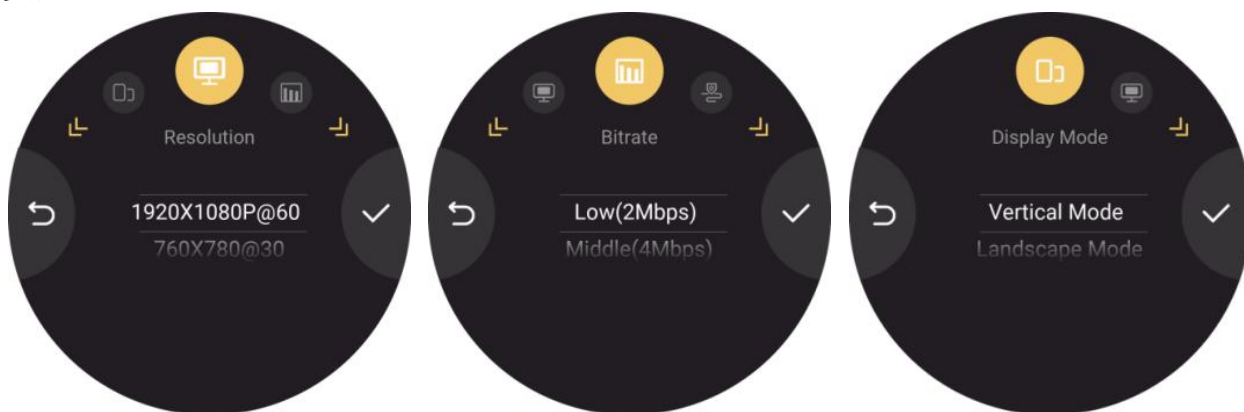 Resolution
1920X1080P@60
760X780@30
Bitrate
Low(2Mbps)
Middle(4Mbps)
Display Mode
Vertical Mode
Landscape Mode